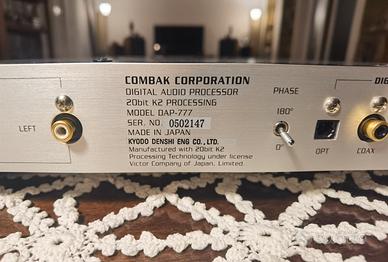 COMBAK CORPORATION
DIGITAL AUDIO PROCESSOR
20bit K2 PROCESSING
MODEL DAP-777
SER. NO. 0502147
MADE IN JAPAN
KYODO DENSHI ENG CO., LTD.
Manufactured with 20bit K2
Processing Technology under license
Victor Company of Japan, Limited.
LEFT
PHASE
180°
0°
DIG
OPT
COAX